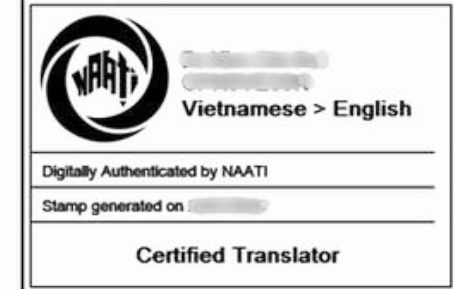 NAATI
Vietnamese > English
Digitally Authenticated by NAATI
Stamp generated on
Certified Translator